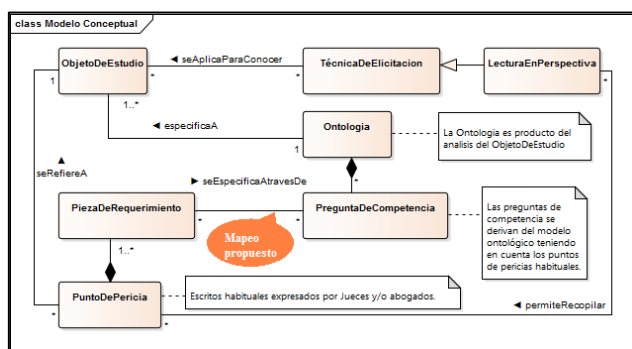 class Modelo Conceptual
ObjetoDeEstudio
◄ seAplicaParaConocer
TécnicaDeElicitacion
LecturaEnPerspectiva
1
*
*
*
1..*
◄ especificaA
Ontologia
1
La Ontologia es producto del
analisis del ObjetoDeEstudio
▲
seRefiereA
► seEspecificaAtravesDe
*
PiezaDeRequerimiento
*
*
PreguntaDeCompetencia
Mapeo
propuesto
Las preguntas de
competencia se
derivan del modelo
ontológico teniendo
en cuenta los puntos
de pericias habituales.
1..*
PuntoDePericia
Escritos habituales expresados por Jueces y/o abogados.
*
*
◄ permiteRecopilar